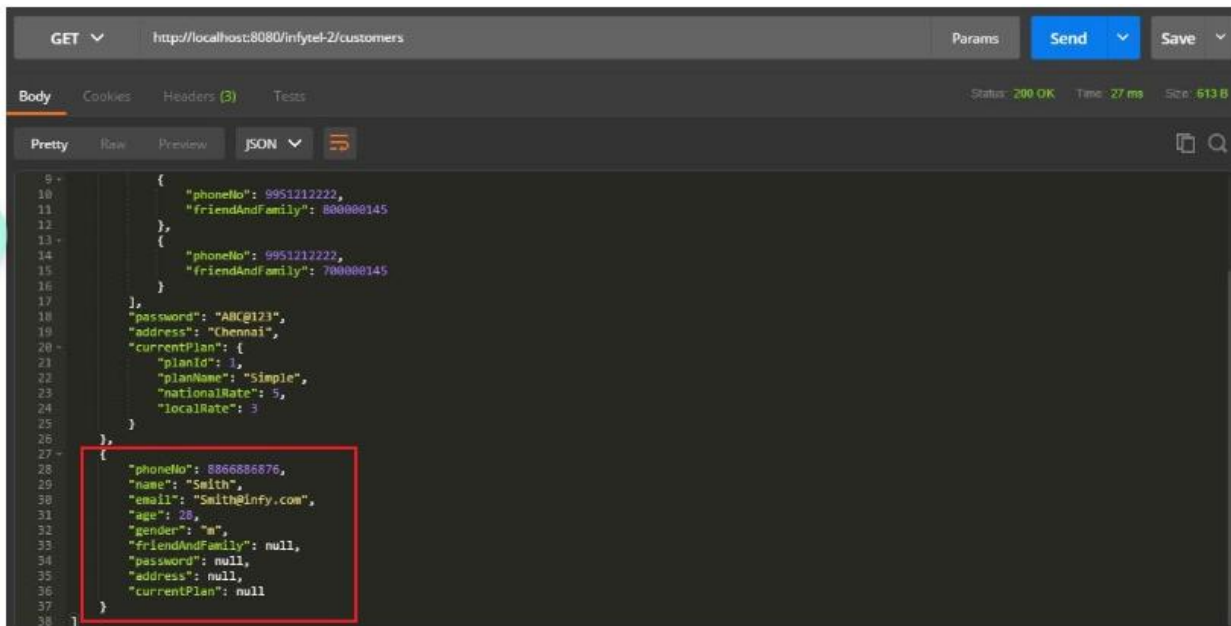 GET http://localhost:8080/infytel-2/customers Params Send Save
Body Cookies Headers (3) Tests Status: 200 OK Time: 27 ms Size: 613 B
Pretty Raw Preview JSON
9 {
10 "phoneNo": 9951212222,
11 "friendAndFamily": 800000145
12 },
13 {
14 "phoneNo": 9951212222,
15 "friendAndFamily": 700000145
16 }
17 ],
18 "password": "ABC@123",
19 "address": "Chennai",
20 "currentPlan": {
21 "planId": 1,
22 "planName": "Simple",
23 "nationalRate": 5,
24 "localRate": 3
25 }
26 },
27 {
28 "phoneNo": 8866886876,
29 "name": "Smith",
30 "email": "Smith@infy.com",
31 "age": 28,
32 "gender": "m",
33 "friendAndFamily": null,
34 "password": null,
35 "address": null,
36 "currentPlan": null
37 }
38 ]